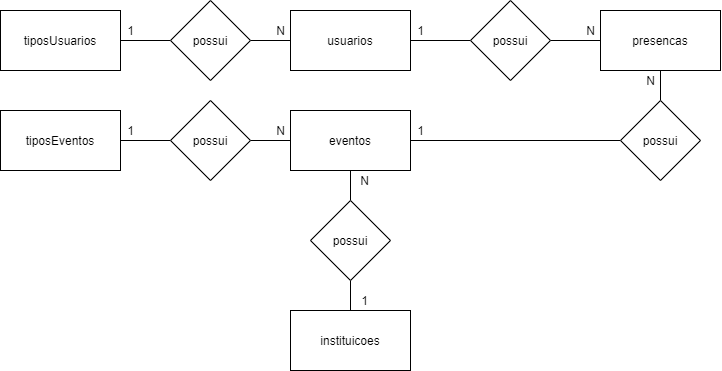 tiposUsuarios 1 possui N usuarios 1 possui N presencas
N
tiposEventos 1 possui N eventos 1 possui
N
possui
1
instituicoes